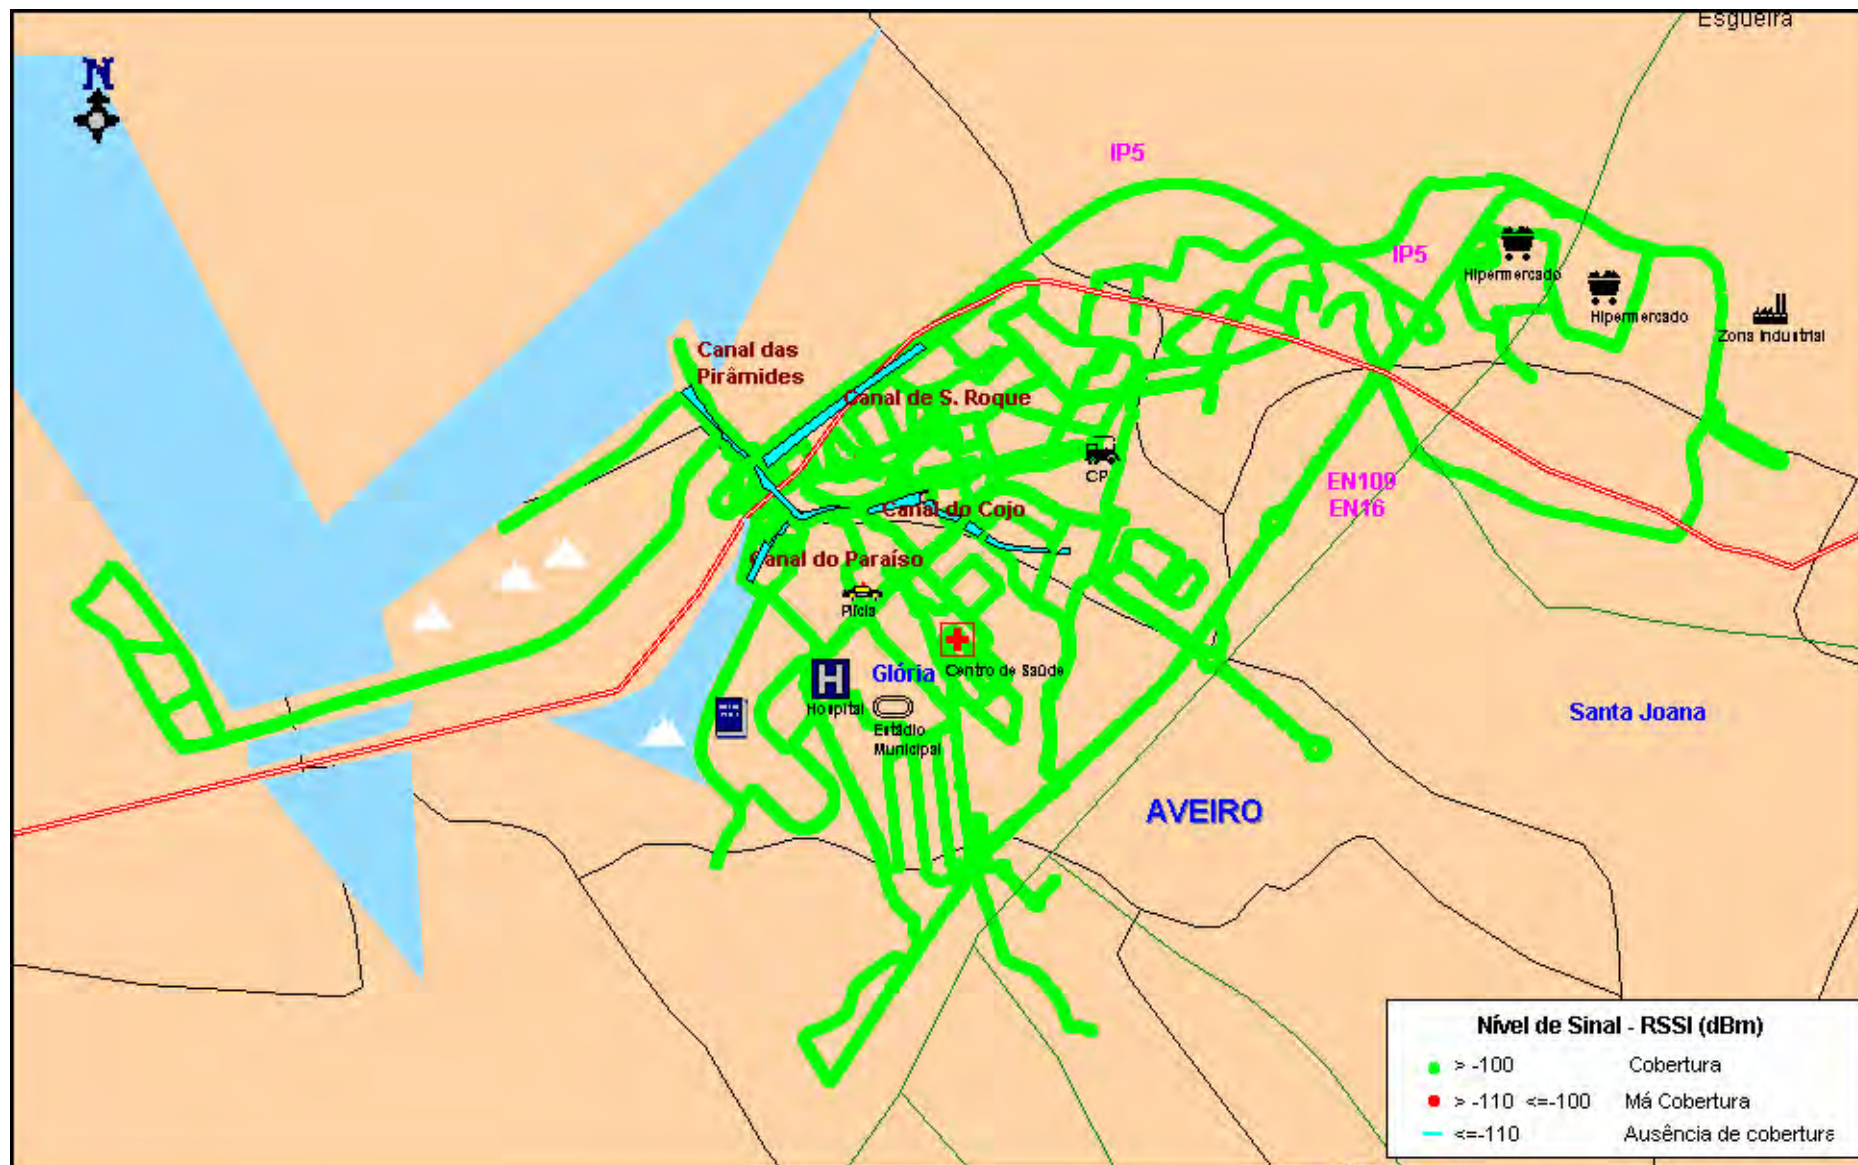 Esgueira
N
IP5
IP5
Hipermercado
Hipermercado
Zona Industrial
Canal das
Pirâmides
Canal de S. Roque
CP
EN109
EN16
Canal do Cojo
Canal do Paraíso
Plícia
Glória
Centro de Saúde
H
Hospital
Estádio
Municipal
Santa Joana
AVEIRO
Nível de Sinal - RSSI (dBm)
> -100 Cobertura
> -110 <=-100 Má Cobertura
<=-110 Ausência de cobertura